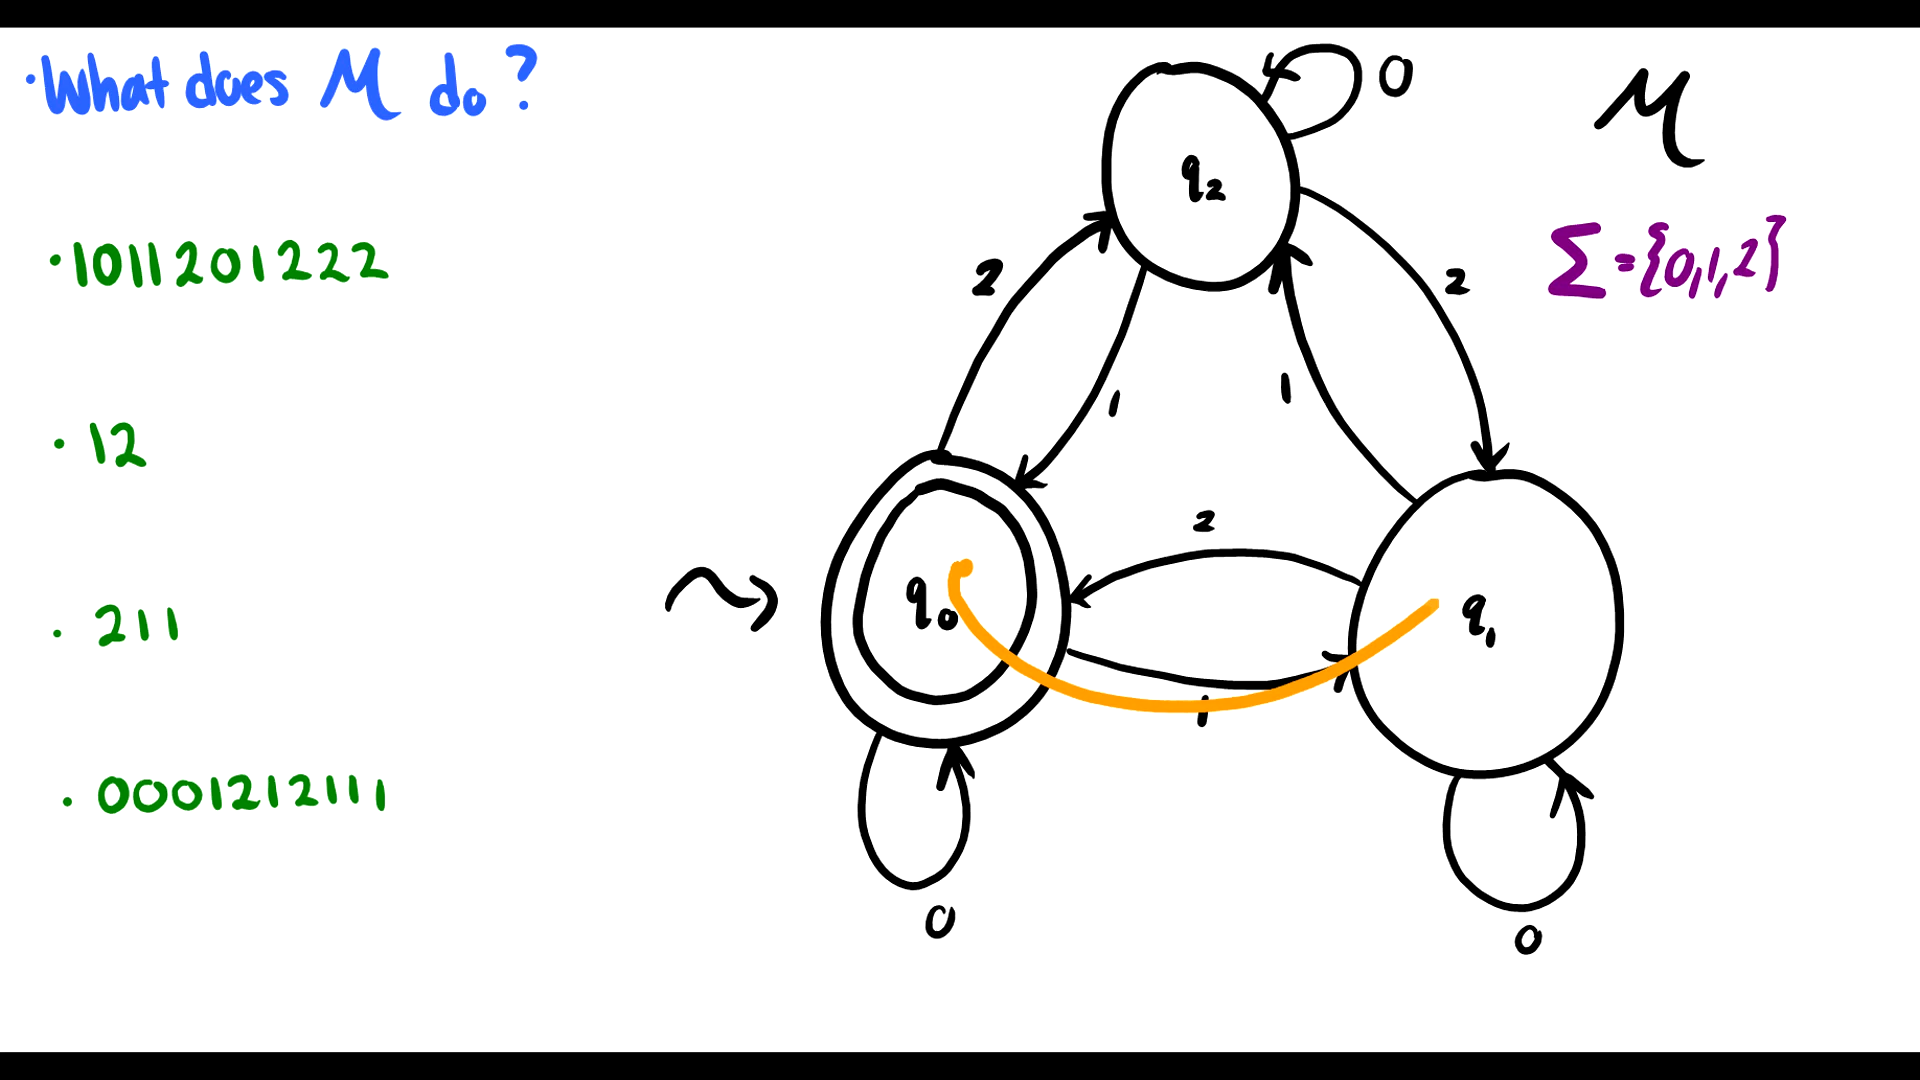 ·What does M do?
·1011201222
·12
·211
·0001212111
M
Σ={0,1,2}
q₂
0
2
1
1
2
q₀
2
1
q₁
0
0